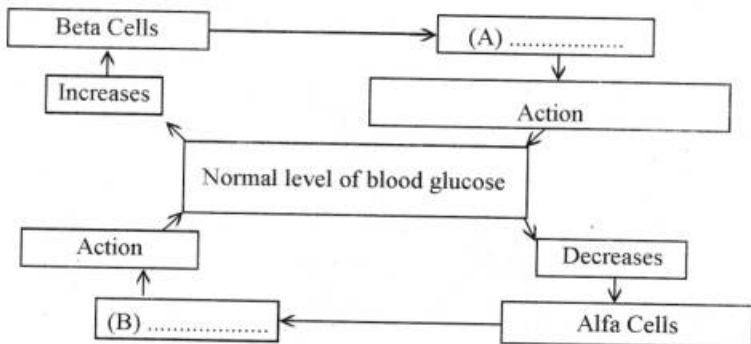 Beta Cells
(A) ....................
Increases
Action
Normal level of blood glucose
Action
Decreases
(B) .....................
Alfa Cells